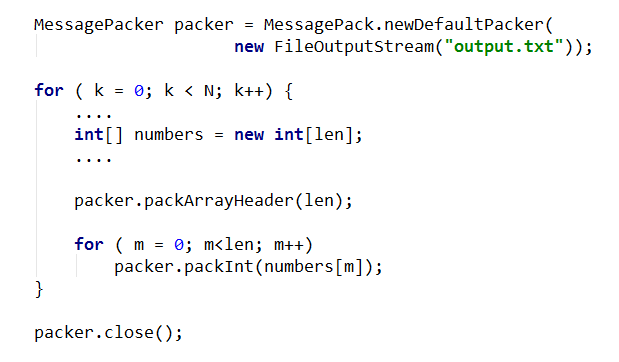 MessagePacker packer = MessagePack.newDefaultPacker(
new FileOutputStream("output.txt"));
for ( k = 0; k < N; k++) {
....
int[] numbers = new int[len];
....
packer.packArrayHeader(len);
for ( m = 0; m<len; m++)
packer.packInt(numbers[m]);
}
packer.close();